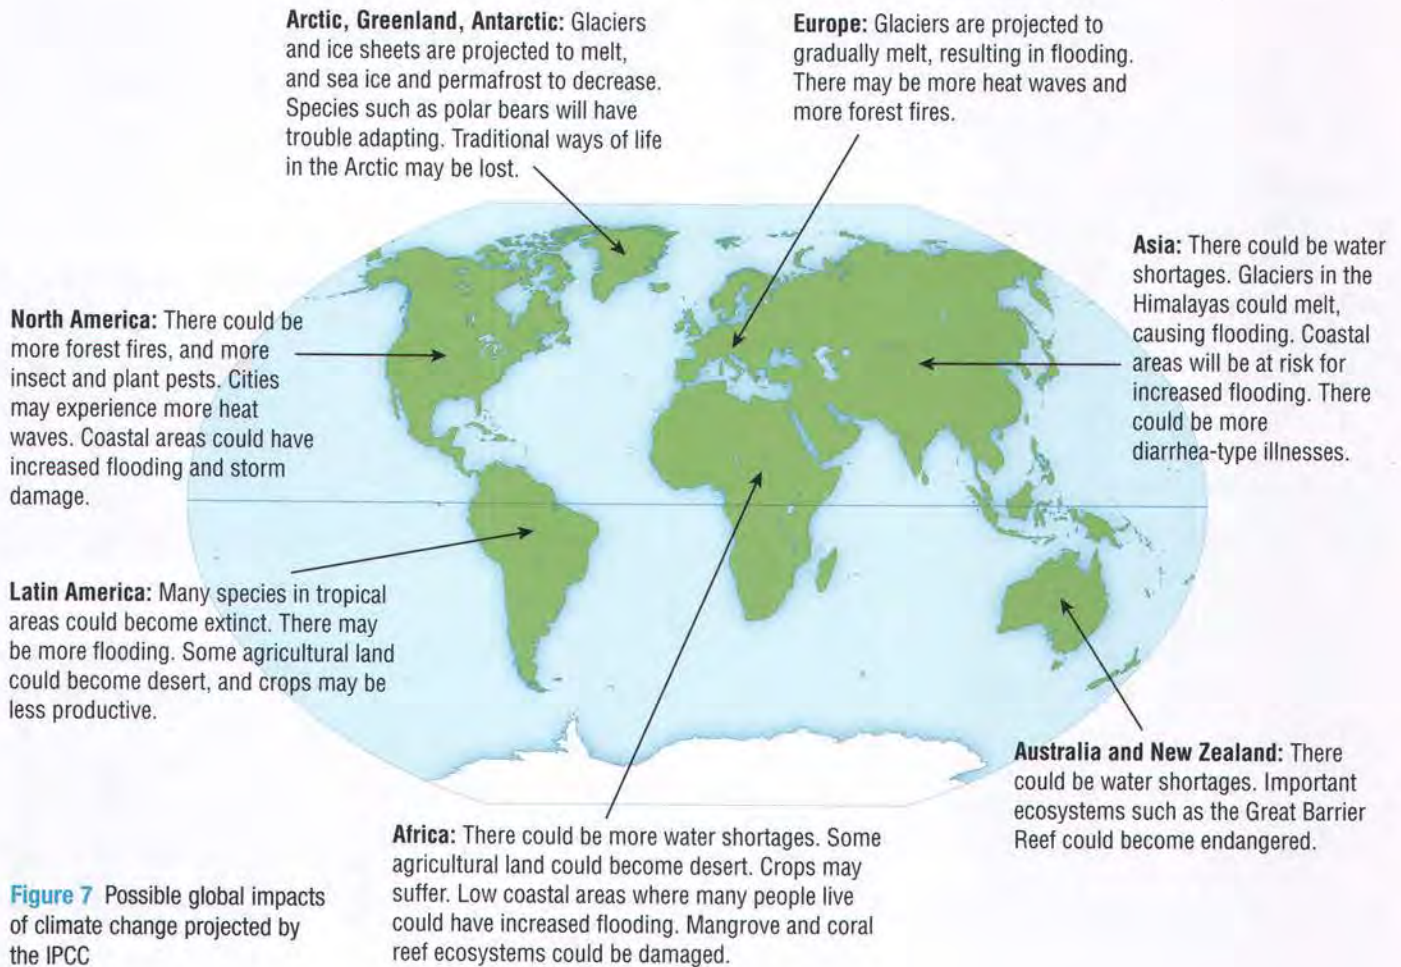 Arctic, Greenland, Antarctic: Glaciers
and ice sheets are projected to melt,
and sea ice and permafrost to decrease.
Species such as polar bears will have
trouble adapting. Traditional ways of life
in the Arctic may be lost.
Europe: Glaciers are projected to
gradually melt, resulting in flooding.
There may be more heat waves and
more forest fires.
Asia: There could be water
shortages. Glaciers in the
Himalayas could melt,
causing flooding. Coastal
areas will be at risk for
increased flooding. There
could be more
diarrhea-type illnesses.
North America: There could be
more forest fires, and more
insect and plant pests. Cities
may experience more heat
waves. Coastal areas could have
increased flooding and storm
damage.
Latin America: Many species in tropical
areas could become extinct. There may
be more flooding. Some agricultural land
could become desert, and crops may be
less productive.
Australia and New Zealand: There
could be water shortages. Important
ecosystems such as the Great Barrier
Reef could become endangered.
Africa: There could be more water shortages. Some
agricultural land could become desert. Crops may
suffer. Low coastal areas where many people live
could have increased flooding. Mangrove and coral
reef ecosystems could be damaged.
Figure 7 Possible global impacts
of climate change projected by
the IPCC